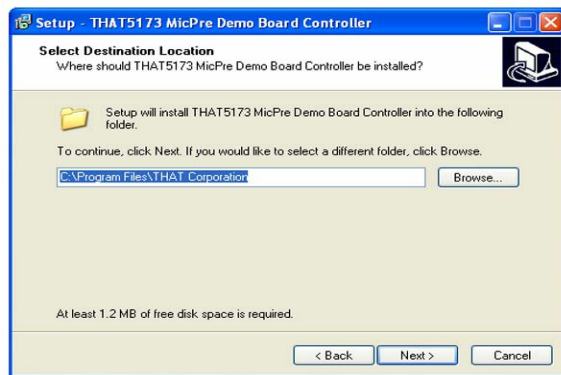 Setup - THAT5173 MicPre Demo Board Controller
Select Destination Location
Where should THAT5173 MicPre Demo Board Controller be installed?
Setup will install THAT5173 MicPre Demo Board Controller into the following
folder.
To continue, click Next. If you would like to select a different folder, click Browse.
C:\Program Files\THAT Corporation
Browse...
At least 1.2 MB of free disk space is required.
< Back
Next >
Cancel